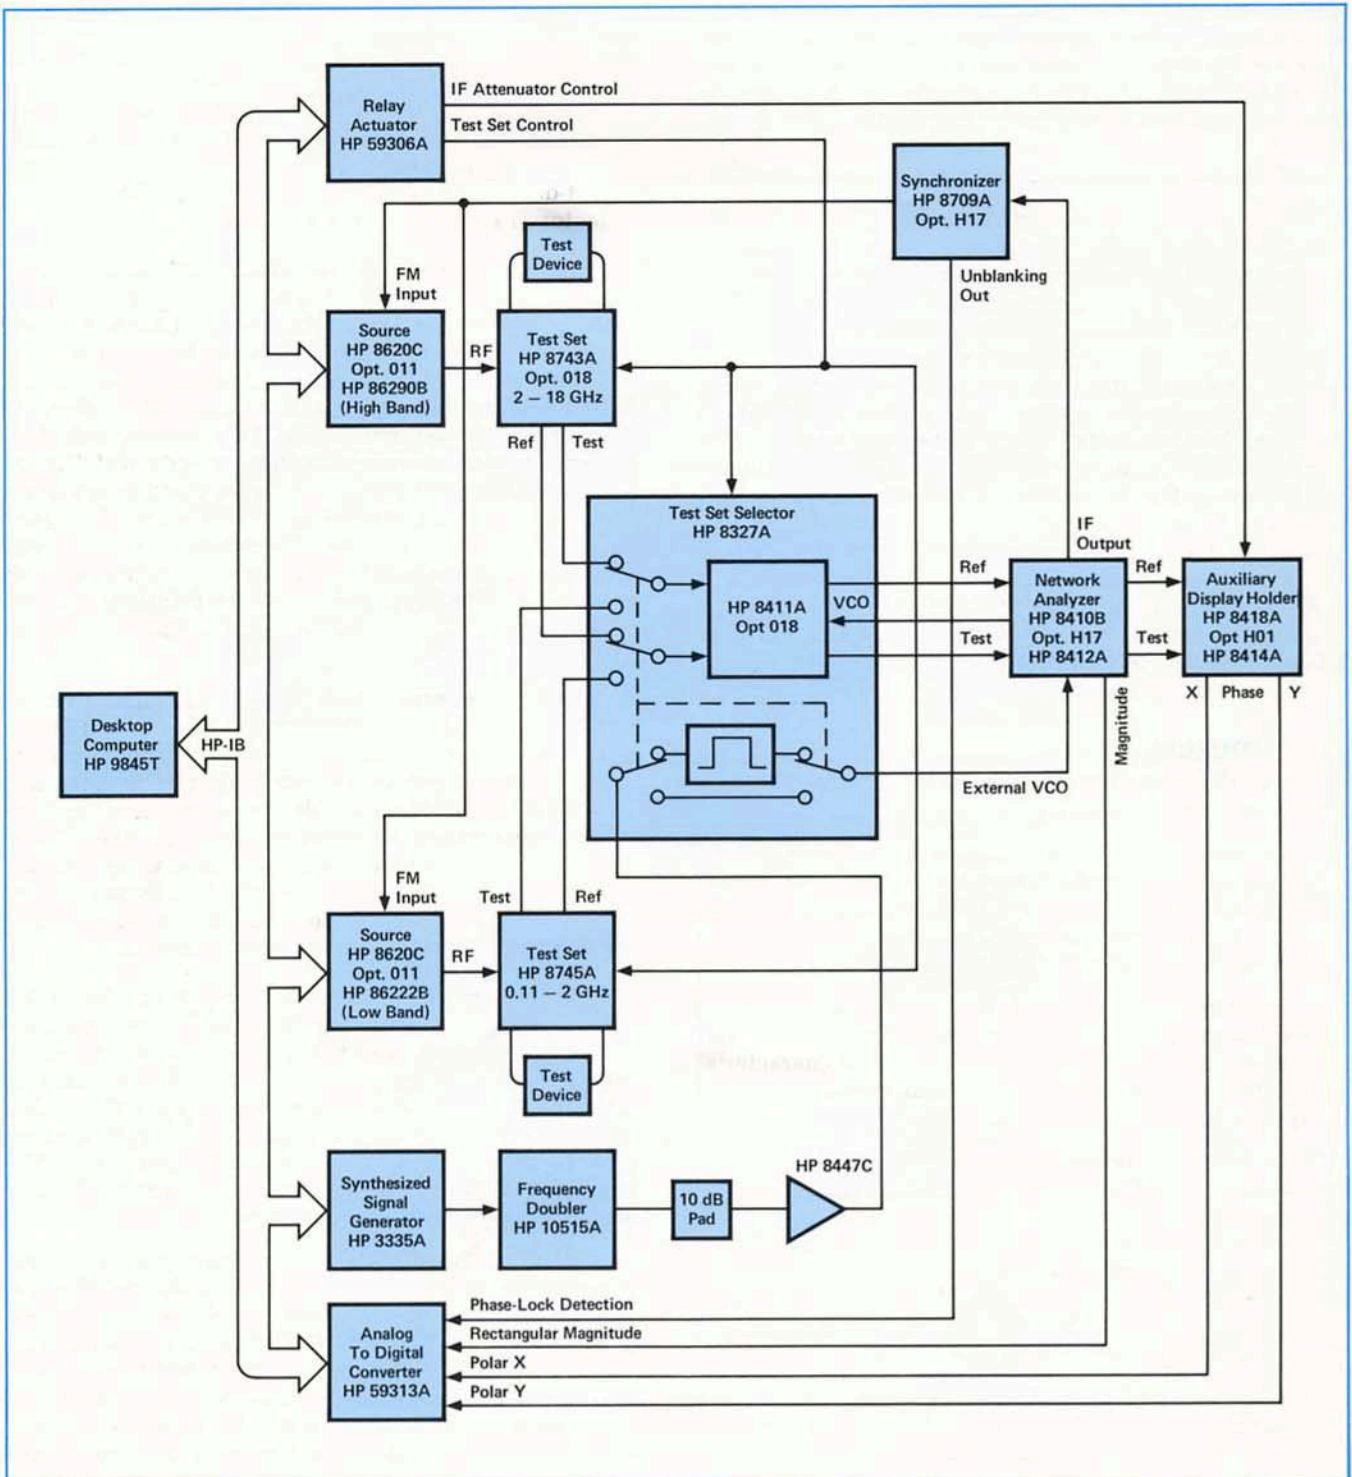 IF Attenuator Control
Relay
Actuator
HP 59306A
Test Set Control
Synchronizer
HP 8709A
Opt. H17
Test
Device
FM
Input
Unblanking
Out
Source
HP 8620C
Opt. 011
HP 86290B
(High Band)
RF
Test Set
HP 8743A
Opt. 018
2 – 18 GHz
Ref
Test
Test Set Selector
HP 8327A
IF
Output
HP 8411A
Opt 018
Ref
VCO
Test
Network
Analyzer
HP 8410B
Opt. H17
HP 8412A
Ref
Test
Auxiliary
Display Holder
HP 8418A
Opt H01
HP 8414A
X
Phase
Y
Magnitude
Desktop
Computer
HP 9845T
HP-IB
External VCO
FM
Input
Test
Ref
Source
HP 8620C
Opt. 011
HP 86222B
(Low Band)
RF
Test Set
HP 8745A
0.11 – 2 GHz
Test
Device
Synthesized
Signal
Generator
HP 3335A
Frequency
Doubler
HP 10515A
10 dB
Pad
HP 8447C
Analog
To Digital
Converter
HP 59313A
Phase-Lock Detection
Rectangular Magnitude
Polar X
Polar Y